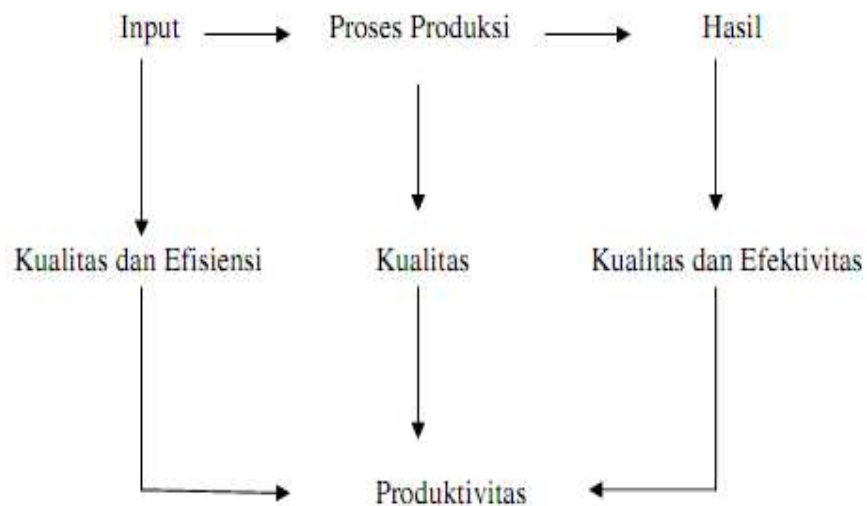 Input Proses Produksi Hasil
Kualitas dan Efisiensi Kualitas Kualitas dan Efektivitas
Produktivitas